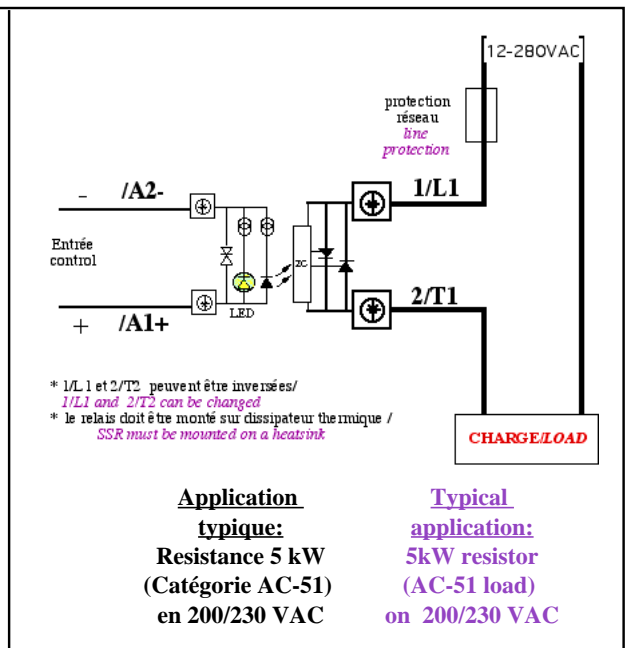 12-280VAC
protection
réseau
line
protection
- /A2-
1/L1
Entrée
control
ZC
LED
2/T1
+ /A1+
* 1/L1 et 2/T2 peuvent être inversées/
1/L1 and 2/T2 can be changed
* le relais doit être monté sur dissipateur thermique /
SSR must be mounted on a heatsink
CHARGE/LOAD
Application
typique:
Resistance 5 kW
(Catégorie AC-51)
en 200/230 VAC
Typical
application:
5kW resistor
(AC-51 load)
on 200/230 VAC